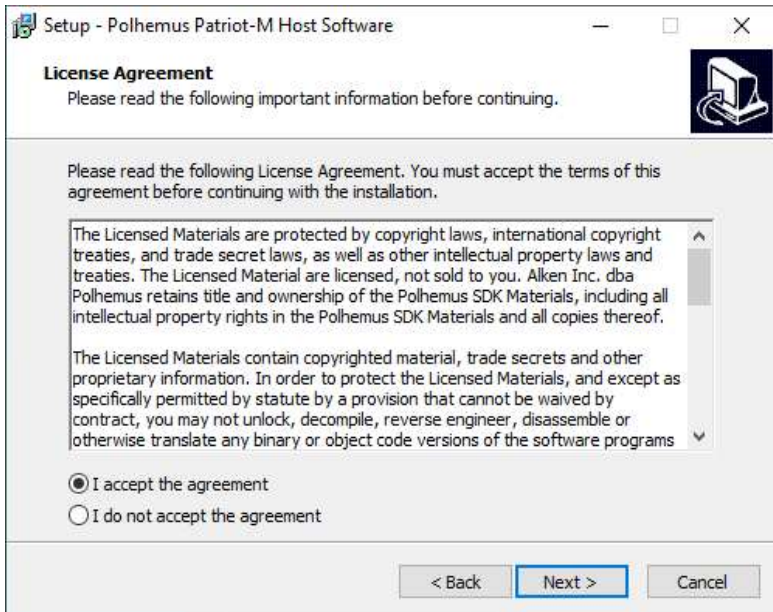 Setup - Polhemus Patriot-M Host Software
License Agreement
Please read the following important information before continuing.
Please read the following License Agreement. You must accept the terms of this
agreement before continuing with the installation.
The Licensed Materials are protected by copyright laws, international copyright
treaties, and trade secret laws, as well as other intellectual property laws and
treaties. The Licensed Material are licensed, not sold to you. Alken Inc. dba
Polhemus retains title and ownership of the Polhemus SDK Materials, including all
intellectual property rights in the Polhemus SDK Materials and all copies thereof.
The Licensed Materials contain copyrighted material, trade secrets and other
proprietary information. In order to protect the Licensed Materials, and except as
specifically permitted by statute by a provision that cannot be waived by
contract, you may not unlock, decompile, reverse engineer, disassemble or
otherwise translate any binary or object code versions of the software programs
I accept the agreement
I do not accept the agreement
< Back Next > Cancel